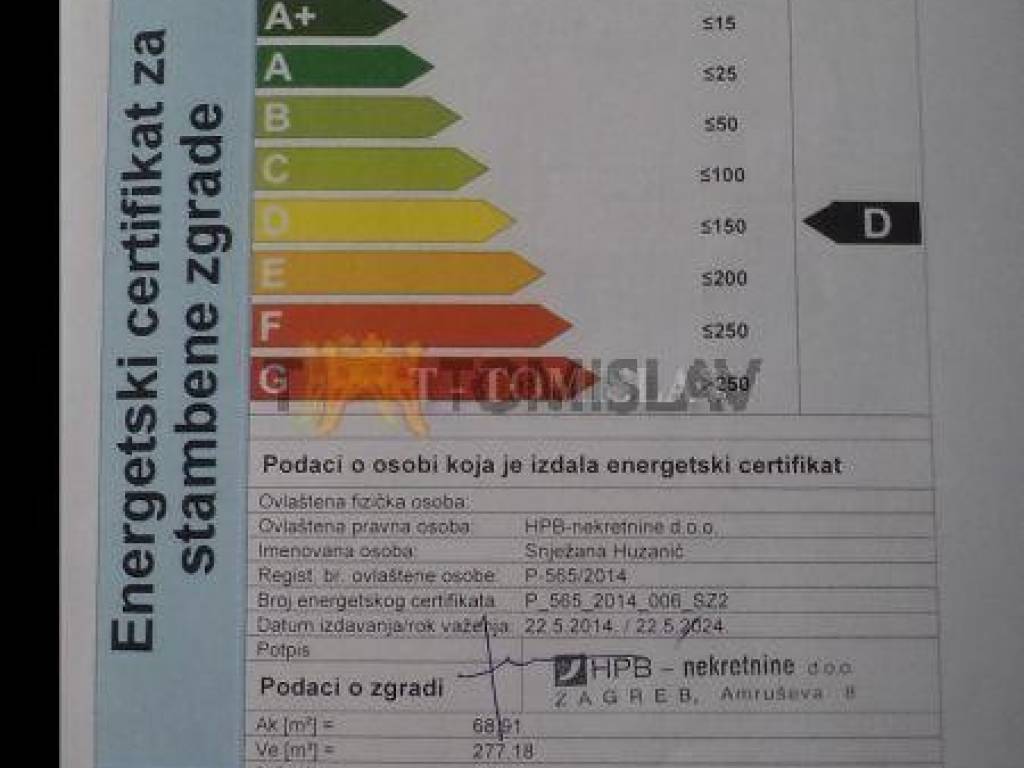 Energetski certifikat za
stambene zgrade
A+ ≤15
A ≤25
B ≤50
C ≤100
D ≤150 D
E ≤200
F ≤250
G >250
T - TOMISLAV
Podaci o osobi koja je izdala energetski certifikat
Ovlaštena fizička osoba:
Ovlaštena pravna osoba: HPB-nekretnine d.o.o.
Imenovana osoba: Snježana Huzanić
Regist. br. ovlaštene osobe: P-565/2014
Broj energetskog certifikata P_565_2014_006_SZ2
Datum izdavanja/rok važenja: 22.5.2014. / 22.5.2024.
Potpis
HPB - nekretnine d.o.o.
ZAGREB, Amruševa 8
Podaci o zgradi
Ak [m²] = 68,91
Ve [m³] = 277,18